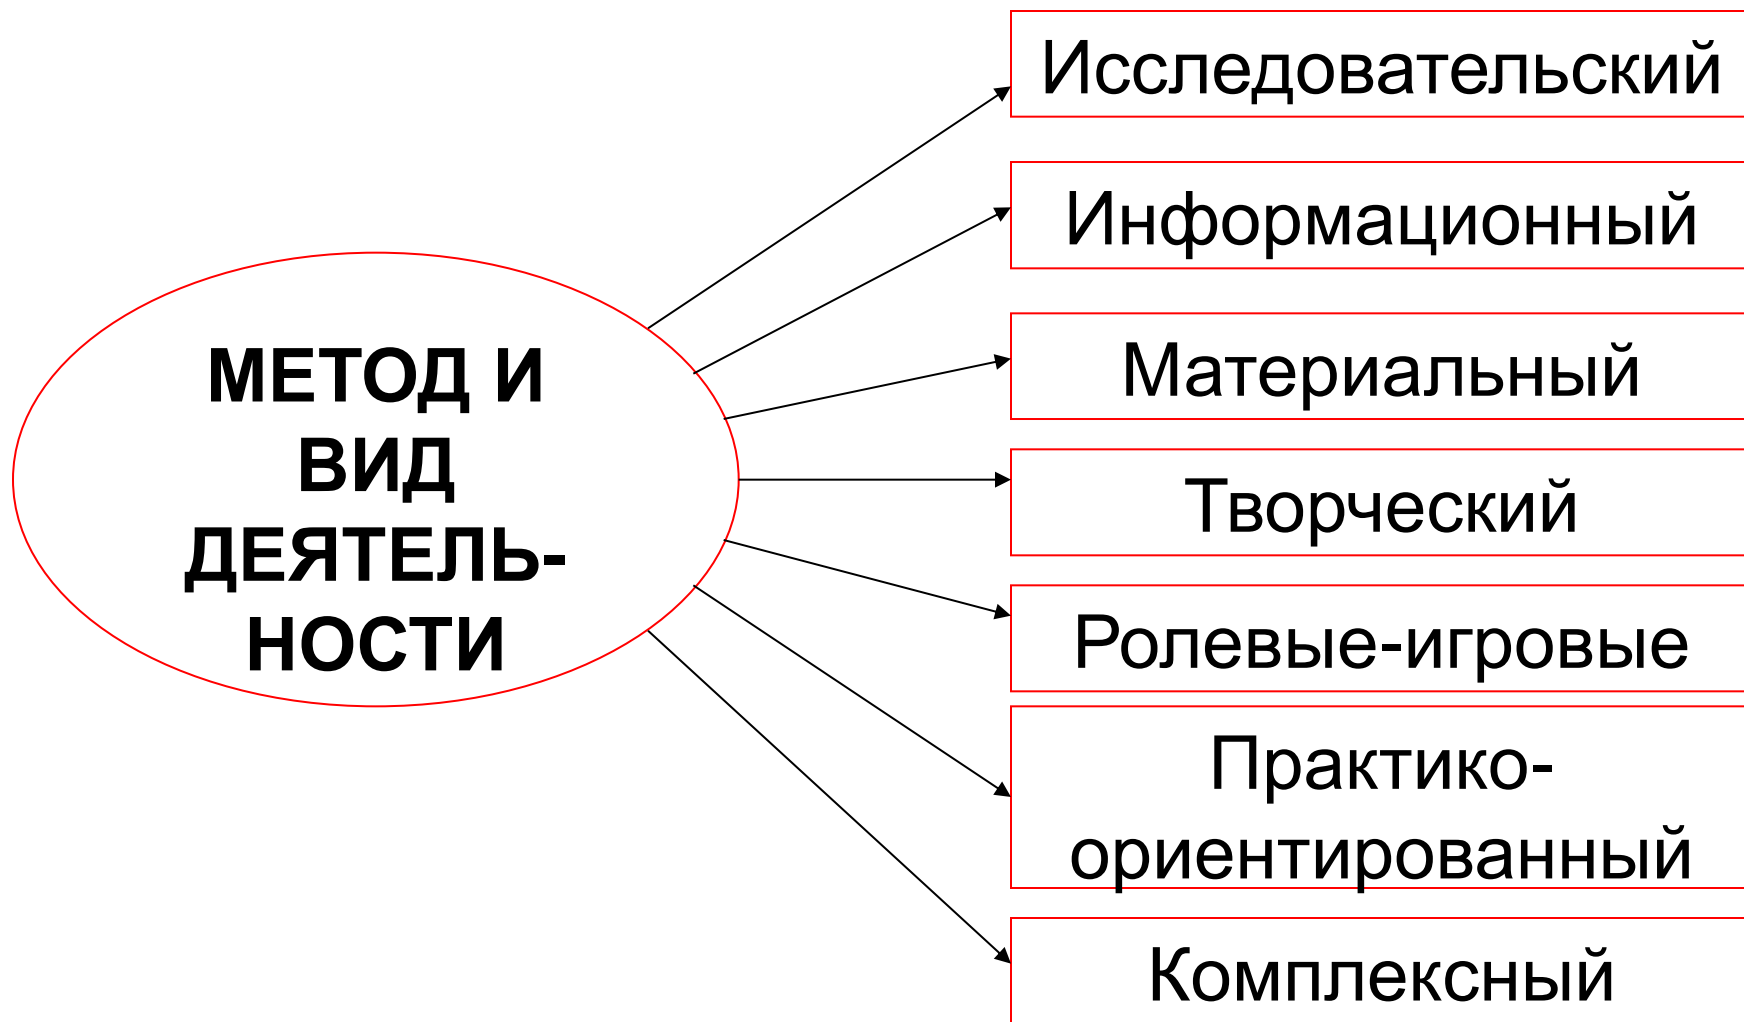 МЕТОД И
ВИД
ДЕЯТЕЛЬ-
НОСТИ
Исследовательский
Информационный
Материальный
Творческий
Ролевые-игровые
Практико-
ориентированный
Комплексный